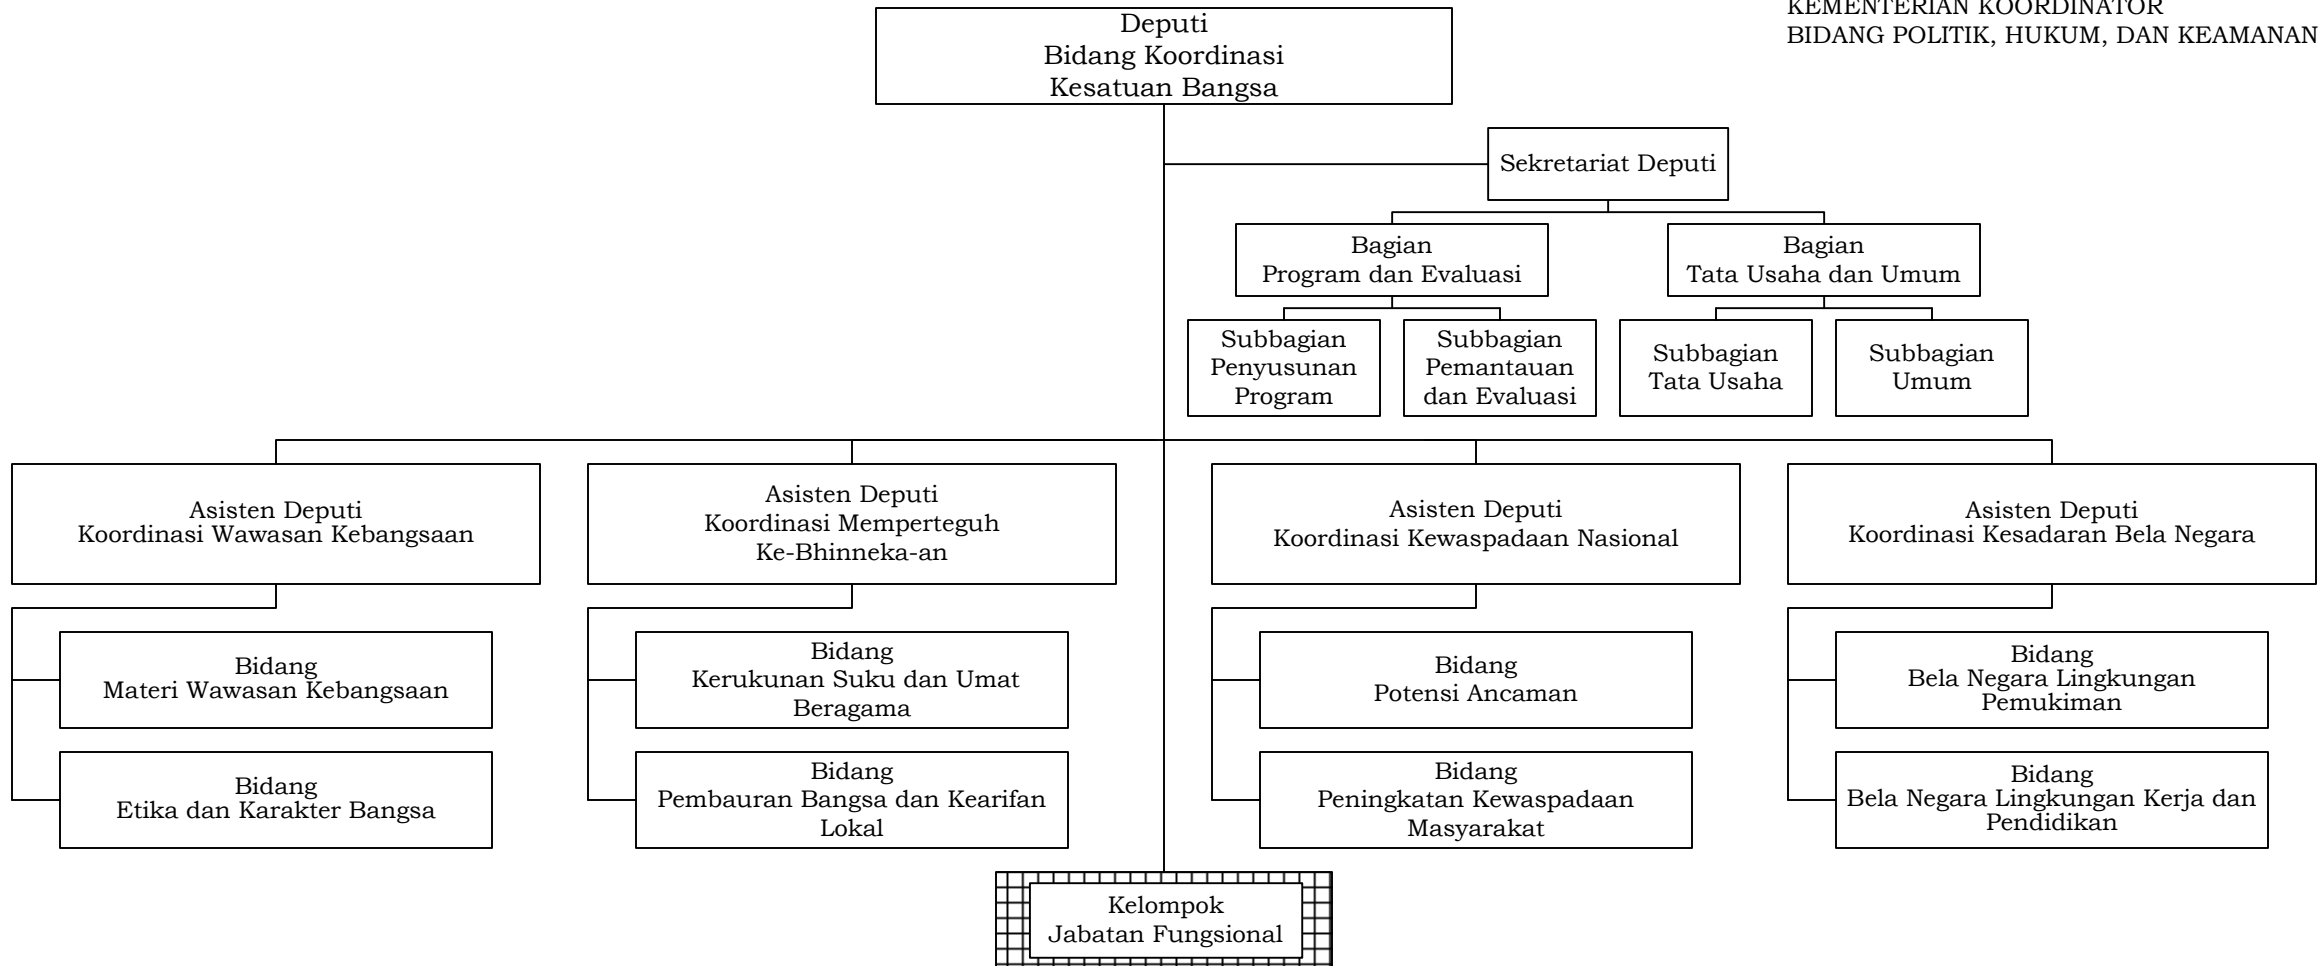 KEMENTERIAN KOORDINATOR
BIDANG POLITIK, HUKUM, DAN KEAMANAN
Deputi
Bidang Koordinasi
Kesatuan Bangsa
Sekretariat Deputi
Bagian
Program dan Evaluasi
Bagian
Tata Usaha dan Umum
Subbagian
Penyusunan
Program
Subbagian
Pemantauan
dan Evaluasi
Subbagian
Tata Usaha
Subbagian
Umum
Asisten Deputi
Koordinasi Wawasan Kebangsaan
Asisten Deputi
Koordinasi Memperteguh
Ke-Bhinneka-an
Asisten Deputi
Koordinasi Kewaspadaan Nasional
Asisten Deputi
Koordinasi Kesadaran Bela Negara
Bidang
Materi Wawasan Kebangsaan
Bidang
Kerukunan Suku dan Umat
Beragama
Bidang
Potensi Ancaman
Bidang
Bela Negara Lingkungan
Pemukiman
Bidang
Etika dan Karakter Bangsa
Bidang
Pembauran Bangsa dan Kearifan
Lokal
Bidang
Peningkatan Kewaspadaan
Masyarakat
Bidang
Bela Negara Lingkungan Kerja dan
Pendidikan
Kelompok
Jabatan Fungsional